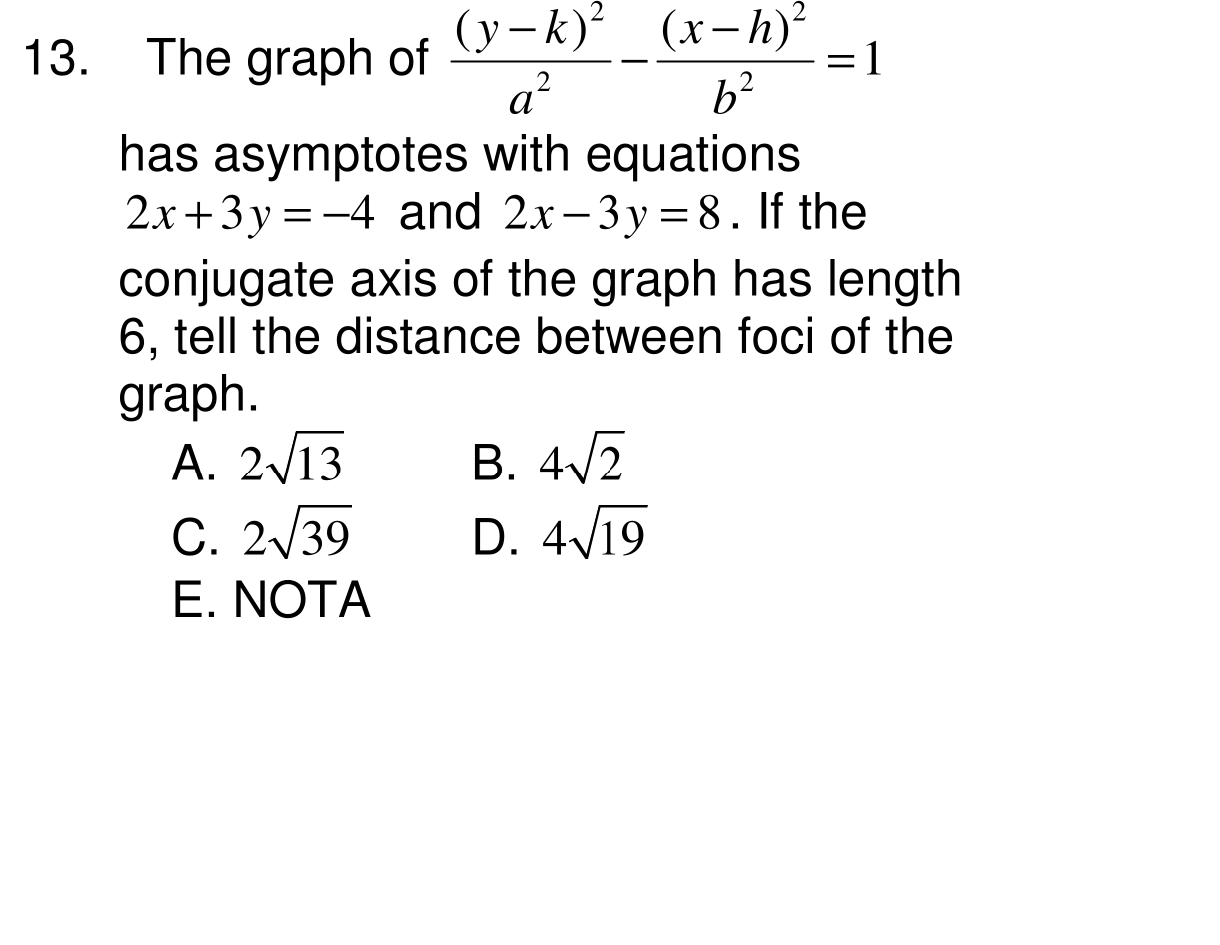 13. The graph of \frac{(y-k)^2}{a^2} - \frac{(x-h)^2}{b^2} = 1
has asymptotes with equations
2x+3y=-4 and 2x-3y=8. If the
conjugate axis of the graph has length
6, tell the distance between foci of the
graph.
A. 2\sqrt{13} B. 4\sqrt{2}
C. 2\sqrt{39} D. 4\sqrt{19}
E. NOTA